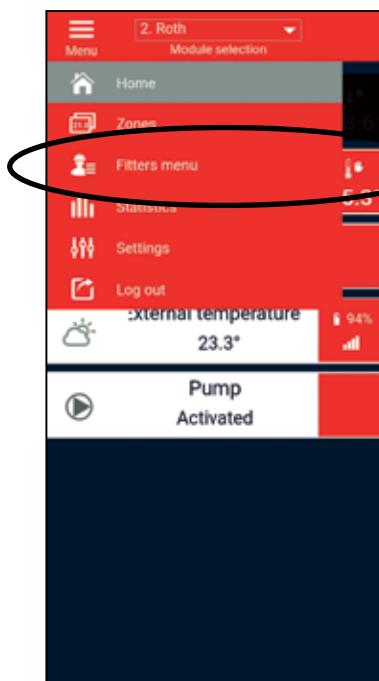 2. Roth
Menu
Module selection
Home
Zones
Fitters menu
Statistics
Settings
Log out
External temperature
94%
23.3°
Pump
Activated